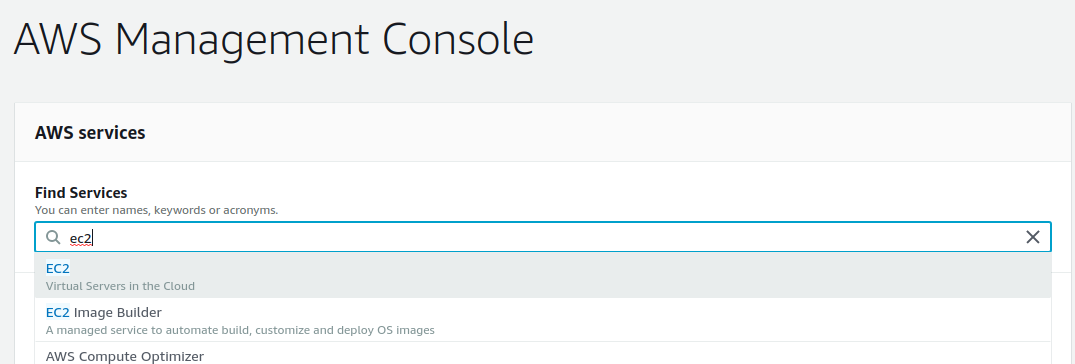 AWS Management Console
AWS services
Find Services
You can enter names, keywords or acronyms.
ec2
EC2
Virtual Servers in the Cloud
EC2 Image Builder
A managed service to automate build, customize and deploy OS images
AWS Compute Optimizer